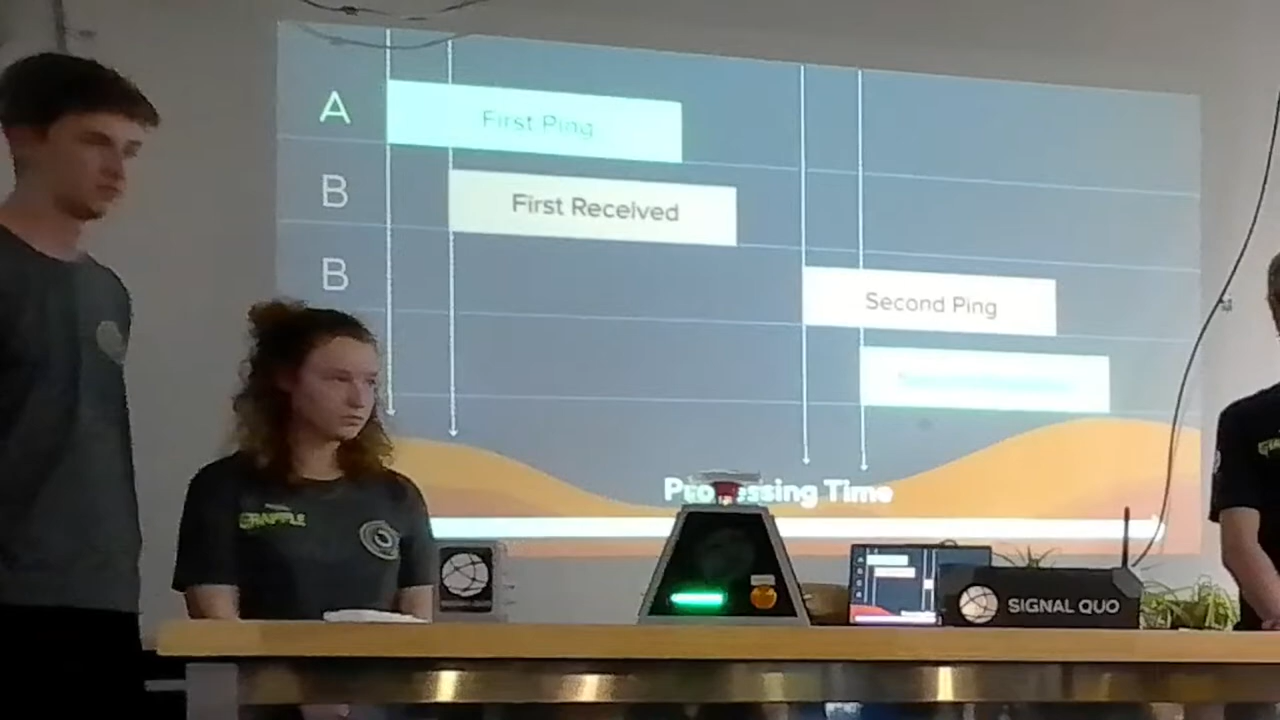 A
First Ping
B
First Received
B
Second Ping
Processing Time
GRAPPLE
SIGNAL QUO